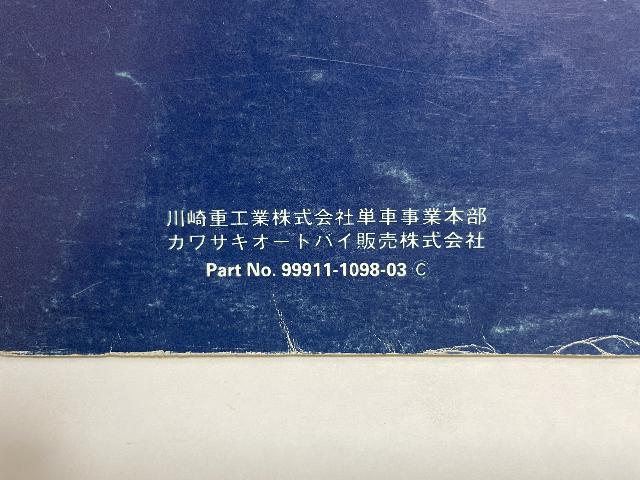 川崎重工業株式会社単車事業本部
カワサキオートバイ販売株式会社
Part No. 99911-1098-03 C